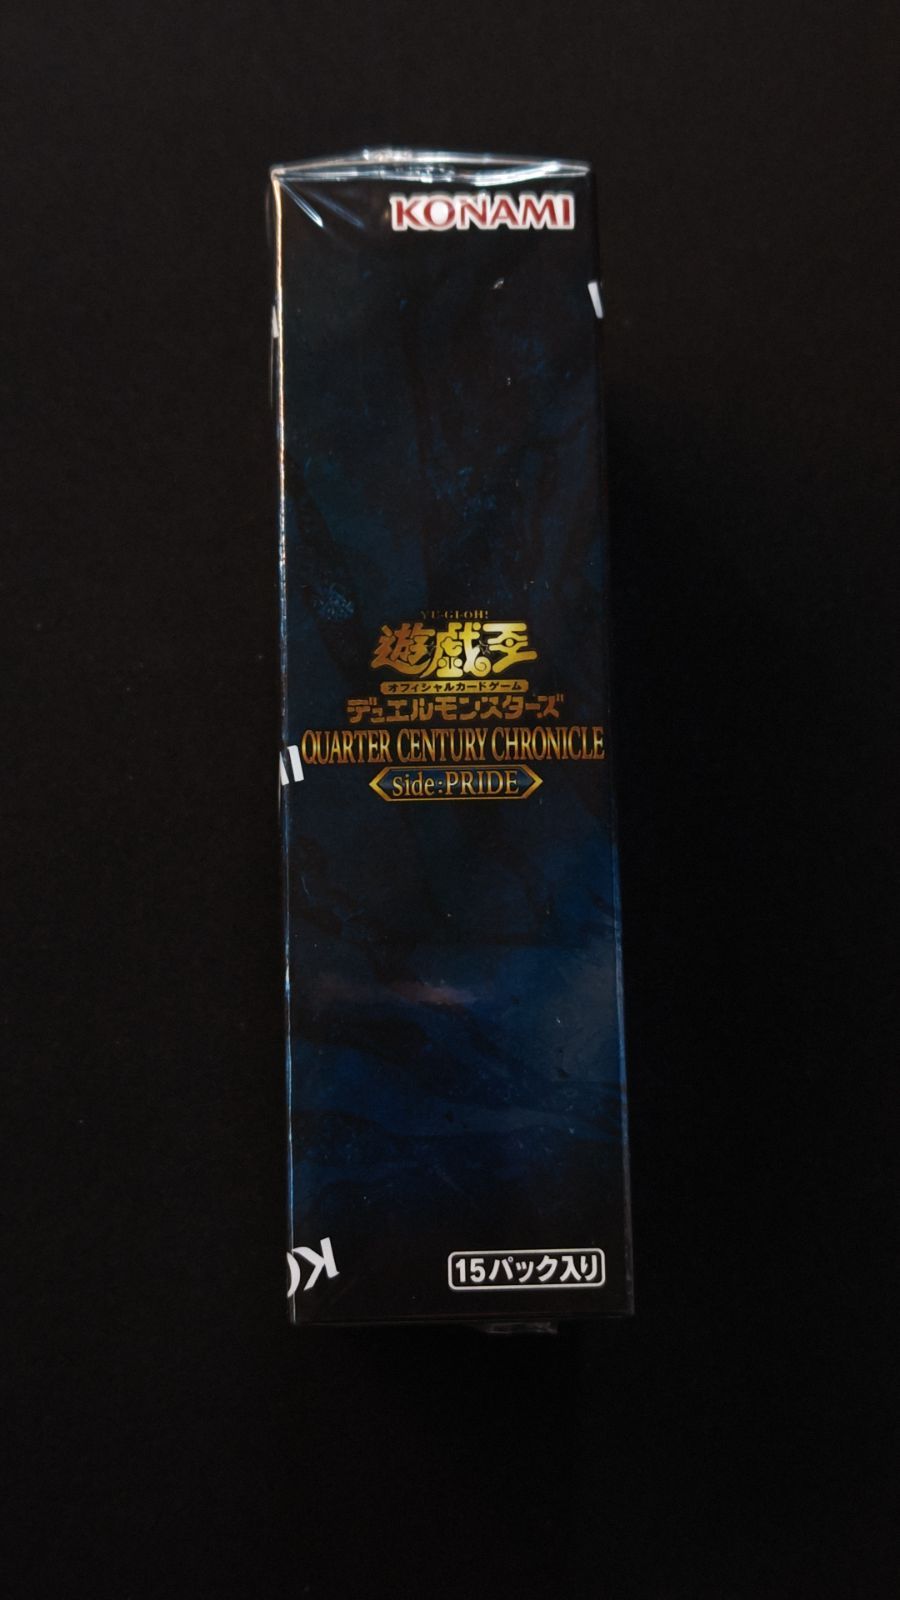 KONAMI
YU-GI-OH!
遊戯王
オフィシャルカードゲーム
デュエルモンスターズ
QUARTER CENTURY CHRONICLE
side:PRIDE
15パック入り